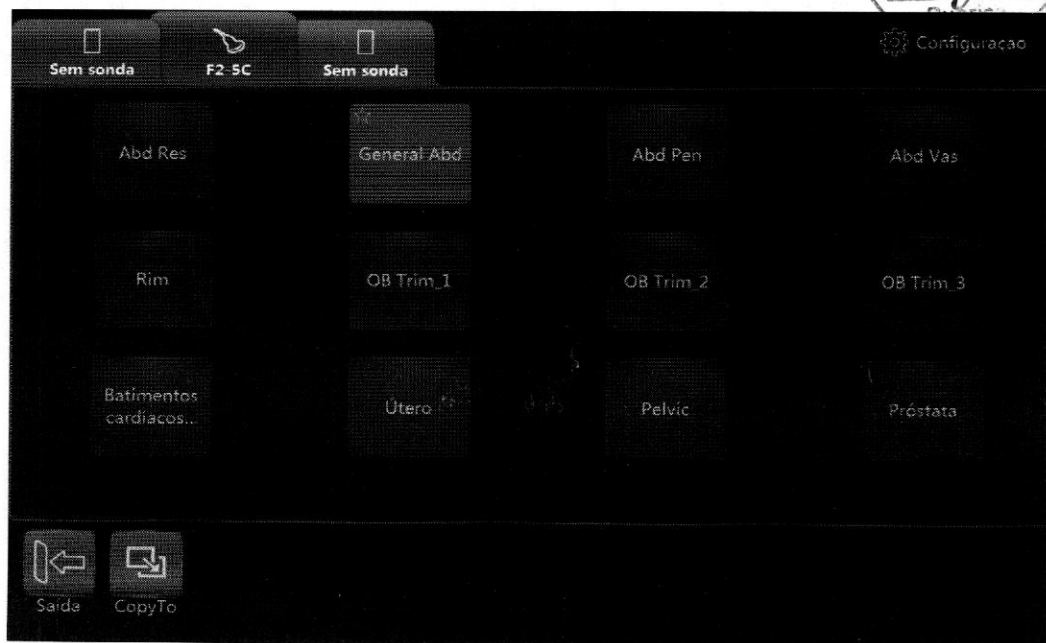 Sem sonda
F2-5C
Sem sonda
Configuraçao
Abd Res
General Abd
Abd Pen
Abd Vas
Rim
OB Trim_1
OB Trim_2
OB Trim_3
Batimentos
cardíacos...
Útero
Pelvic
Próstata
Saída
CopyTo